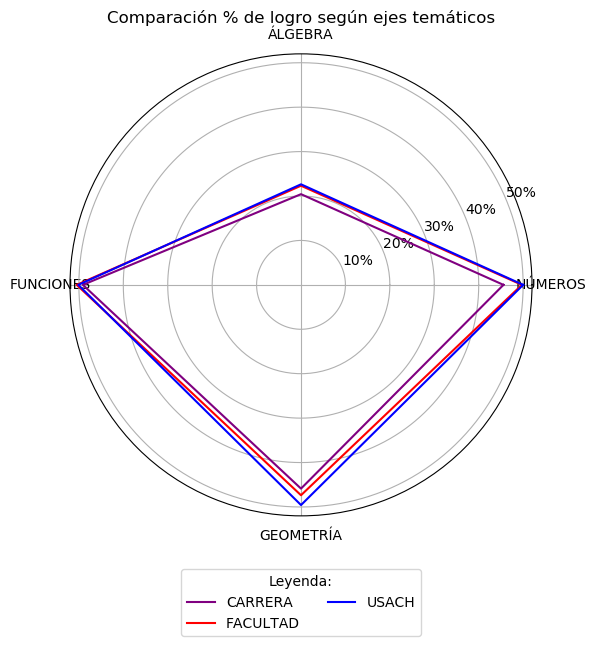 Comparación % de logro según ejes temáticos
ÁLGEBRA
50%
40%
30%
20%
10%
FUNCIONES
NÚMEROS
GEOMETRÍA
Leyenda:
CARRERA
USACH
FACULTAD